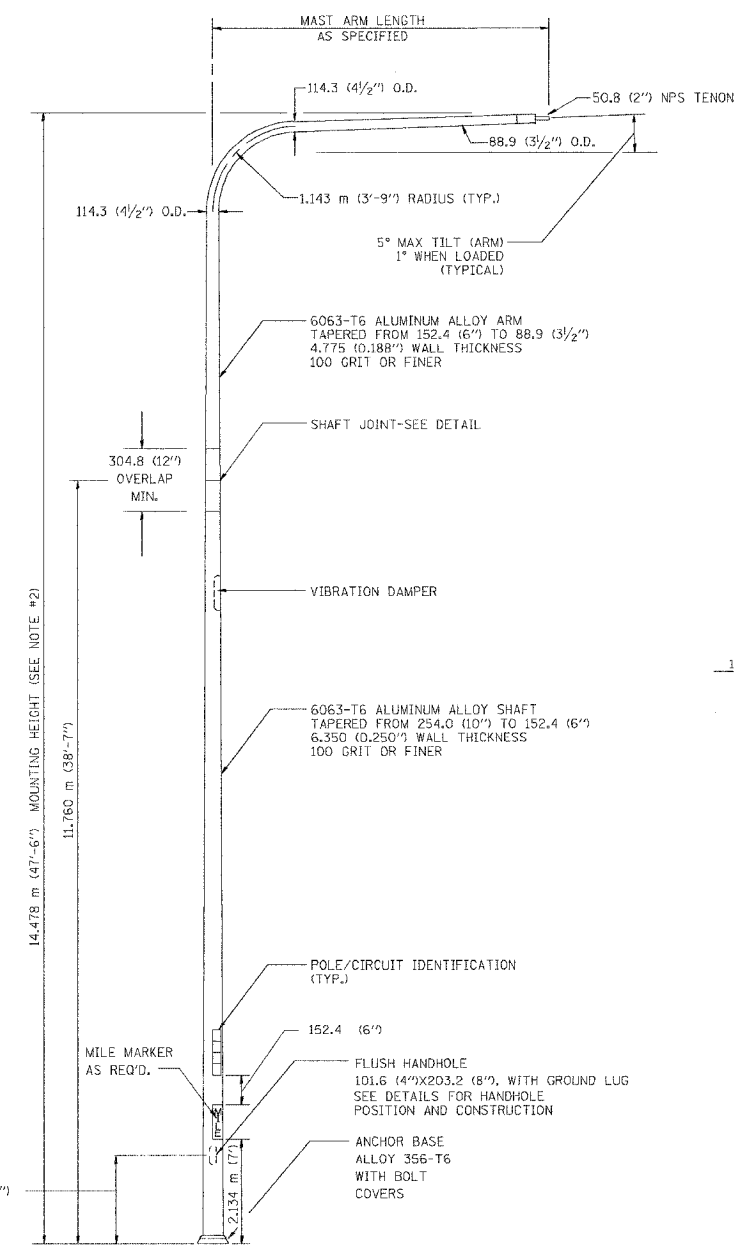 MAST ARM LENGTH
AS SPECIFIED
114.3 (4½") O.D.
50.8 (2") NPS TENON
88.9 (3½") O.D.
1.143 m (3'-9") RADIUS (TYP.)
114.3 (4½") O.D.
5° MAX TILT (ARM)
1° WHEN LOADED
(TYPICAL)
6063-T6 ALUMINUM ALLOY ARM
TAPERED FROM 152.4 (6") TO 88.9 (3½")
4.775 (0.188") WALL THICKNESS
100 GRIT OR FINER
SHAFT JOINT-SEE DETAIL
304.8 (12")
OVERLAP
MIN.
VIBRATION DAMPER
14.478 m (47'-6") MOUNTING HEIGHT (SEE NOTE #2)
11.760 m (38'-7")
1
6063-T6 ALUMINUM ALLOY SHAFT
TAPERED FROM 254.0 (10") TO 152.4 (6")
6.350 (0.250") WALL THICKNESS
100 GRIT OR FINER
POLE/CIRCUIT IDENTIFICATION
(TYP.)
152.4 (6")
MILE MARKER
AS REQ'D.
FLUSH HANDHOLE
101.6 (4")X203.2 (8"), WITH GROUND LUG
SEE DETAILS FOR HANDHOLE
POSITION AND CONSTRUCTION
MILE
2.134 m (7')
ANCHOR BASE
ALLOY 356-T6
WITH BOLT
COVERS
")